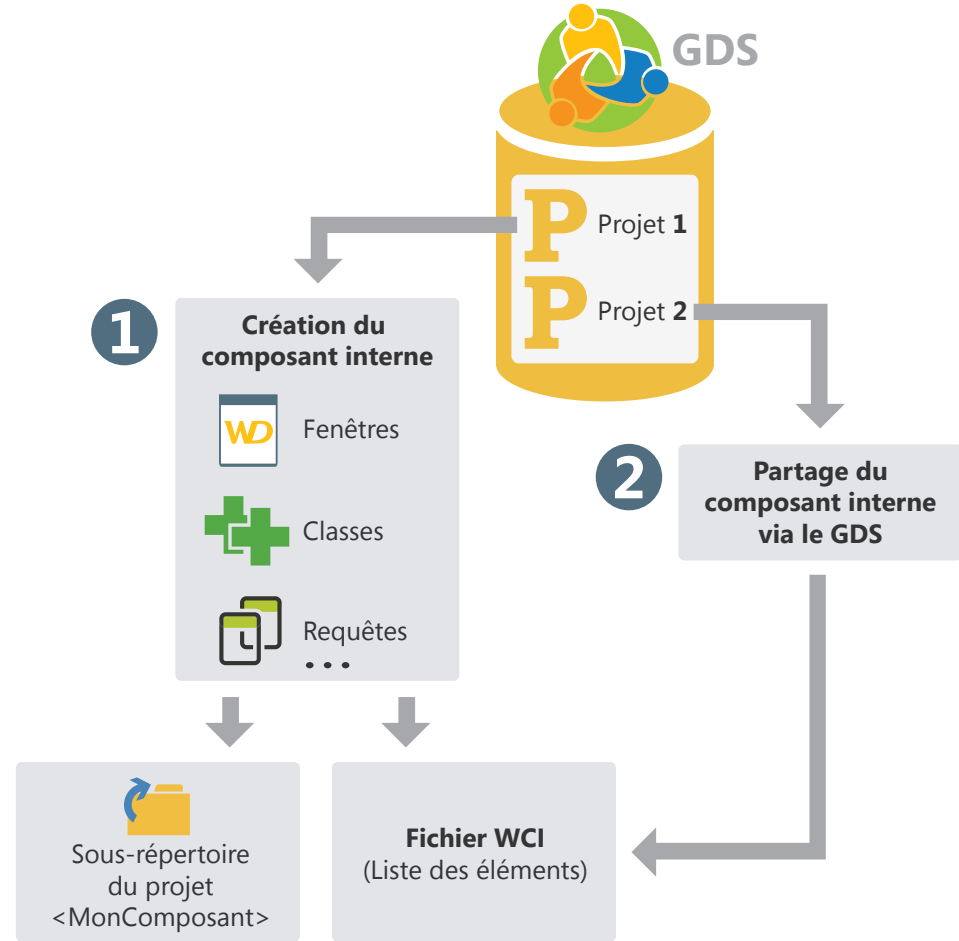 GDS
P Projet 1
P Projet 2
1
Création du
composant interne
WD Fenêtres
Classes
Requêtes
...
2
Partage du
composant interne
via le GDS
Sous-répertoire
du projet
<MonComposant>
Fichier WCI
(Liste des éléments)